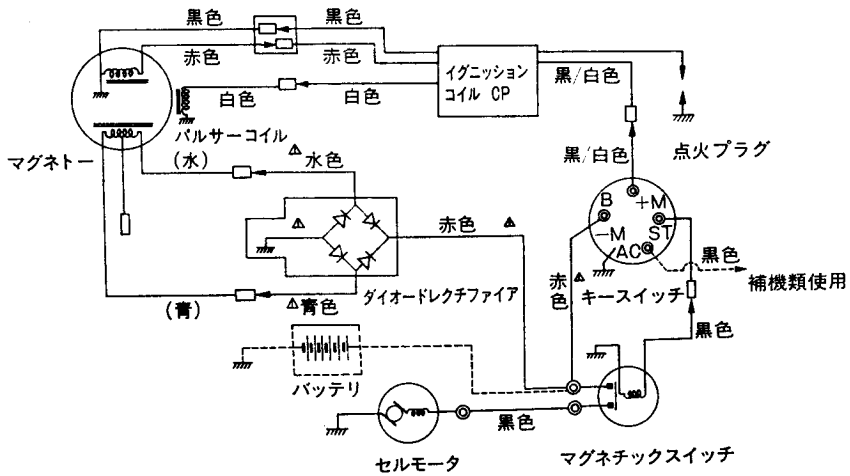 黒色
黒色
赤色
赤色
白色
白色
イグニッション
コイル CP
黒/白色
パルサーコイル
マグネトー
(水)
⚠水色
黒/白色
点火プラグ
B
+M
-M
ST
AC
⚠
赤色
⚠
黒色
赤色
⚠
キースイッチ
補機類使用
(青)
⚠青色
ダイオードレクチファイア
黒色
バッテリ
黒色
セルモータ
マグネチックスイッチ